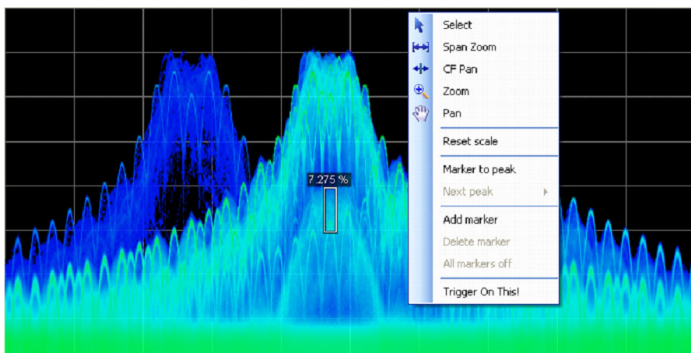 Select
Span Zoom
CF Pan
Zoom
Pan
Reset scale
Marker to peak
7.275 %
Next peak
Add marker
Delete marker
All markers off
Trigger On This!